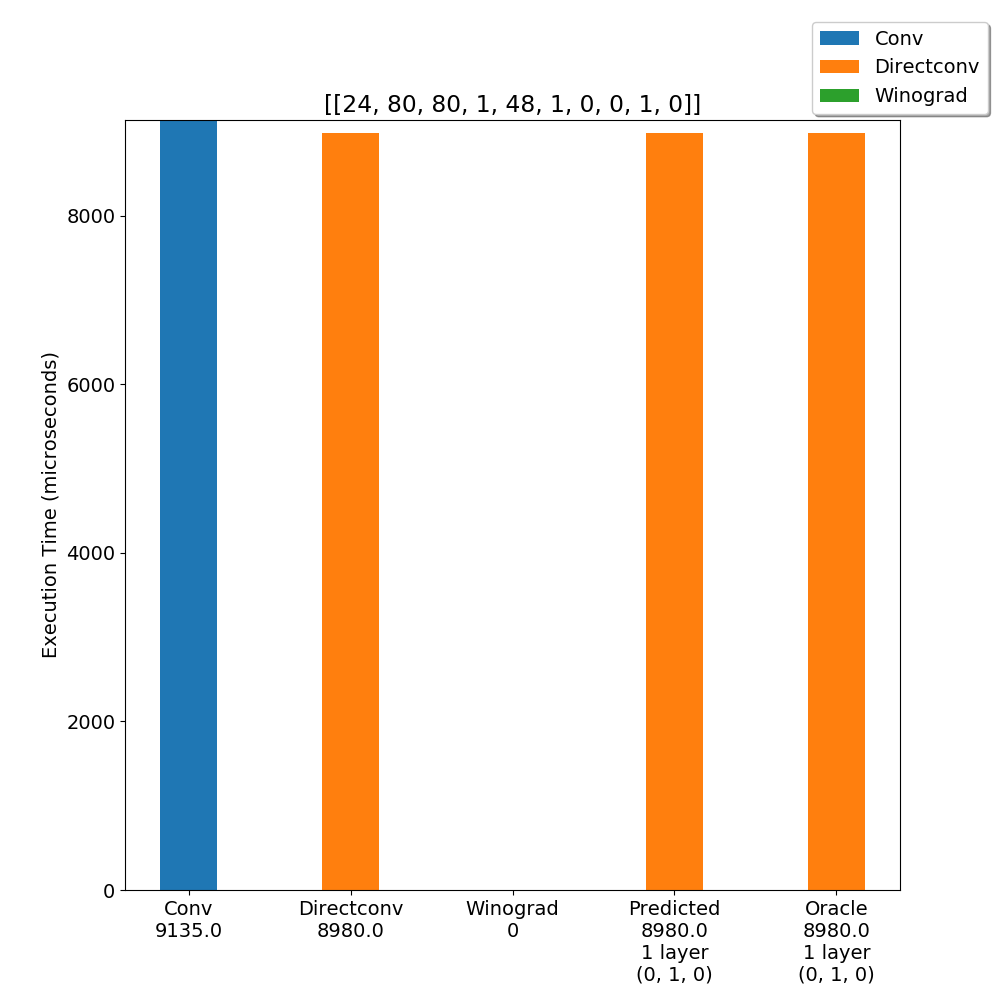 Conv
Directconv
Winograd
[[24, 80, 80, 1, 48, 1, 0, 0, 1, 0]]
Execution Time (microseconds)
8000
6000
4000
2000
0
Conv
9135.0
Directconv
8980.0
Winograd
0
Predicted
8980.0
1 layer
(0, 1, 0)
Oracle
8980.0
1 layer
(0, 1, 0)